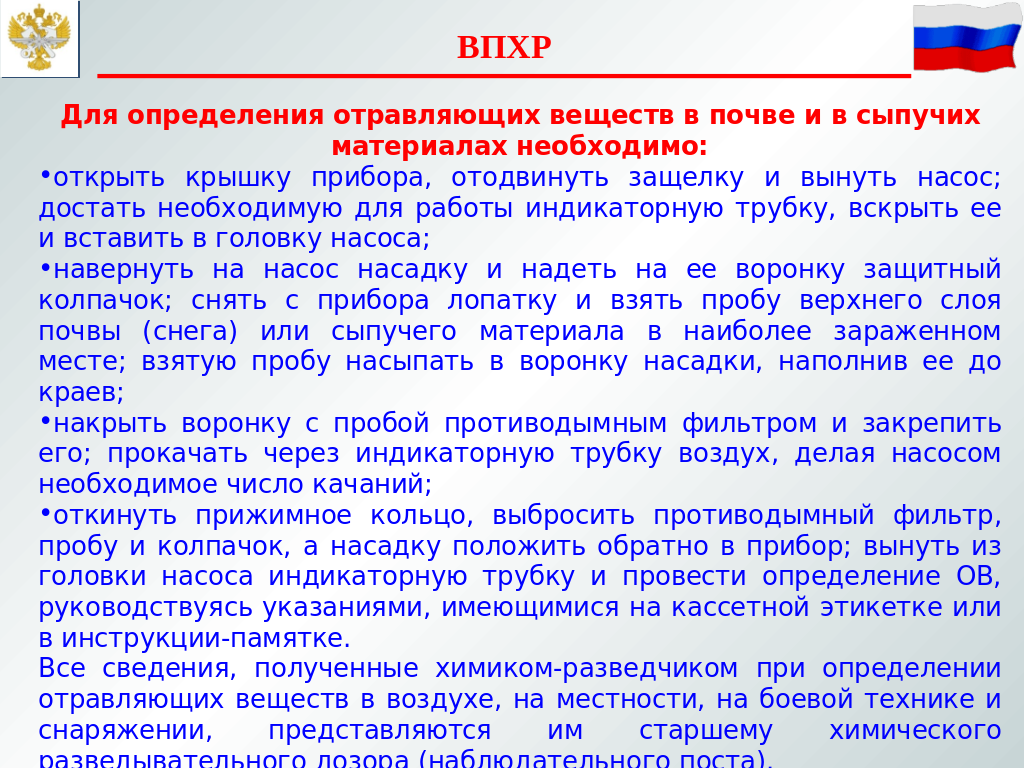 ВПХР
Для определения отравляющих веществ в почве и в сыпучих
материалах необходимо:
•открыть крышку прибора, отодвинуть защелку и вынуть насос;
достать необходимую для работы индикаторную трубку, вскрыть ее
и вставить в головку насоса;
•навернуть на насос насадку и надеть на ее воронку защитный
колпачок; снять с прибора лопатку и взять пробу верхнего слоя
почвы (снега) или сыпучего материала в наиболее зараженном
месте; взятую пробу насыпать в воронку насадки, наполнив ее до
краев;
•накрыть воронку с пробой противодымным фильтром и закрепить
его; прокачать через индикаторную трубку воздух, делая насосом
необходимое число качаний;
•откинуть прижимное кольцо, выбросить противодымный фильтр,
пробу и колпачок, а насадку положить обратно в прибор; вынуть из
головки насоса индикаторную трубку и провести определение ОВ,
руководствуясь указаниями, имеющимися на кассетной этикетке или
в инструкции-памятке.
Все сведения, полученные химиком-разведчиком при определении
отравляющих веществ в воздухе, на местности, на боевой технике и
снаряжении, представляются им старшему химического
разведывательного дозора (наблюдательного поста).